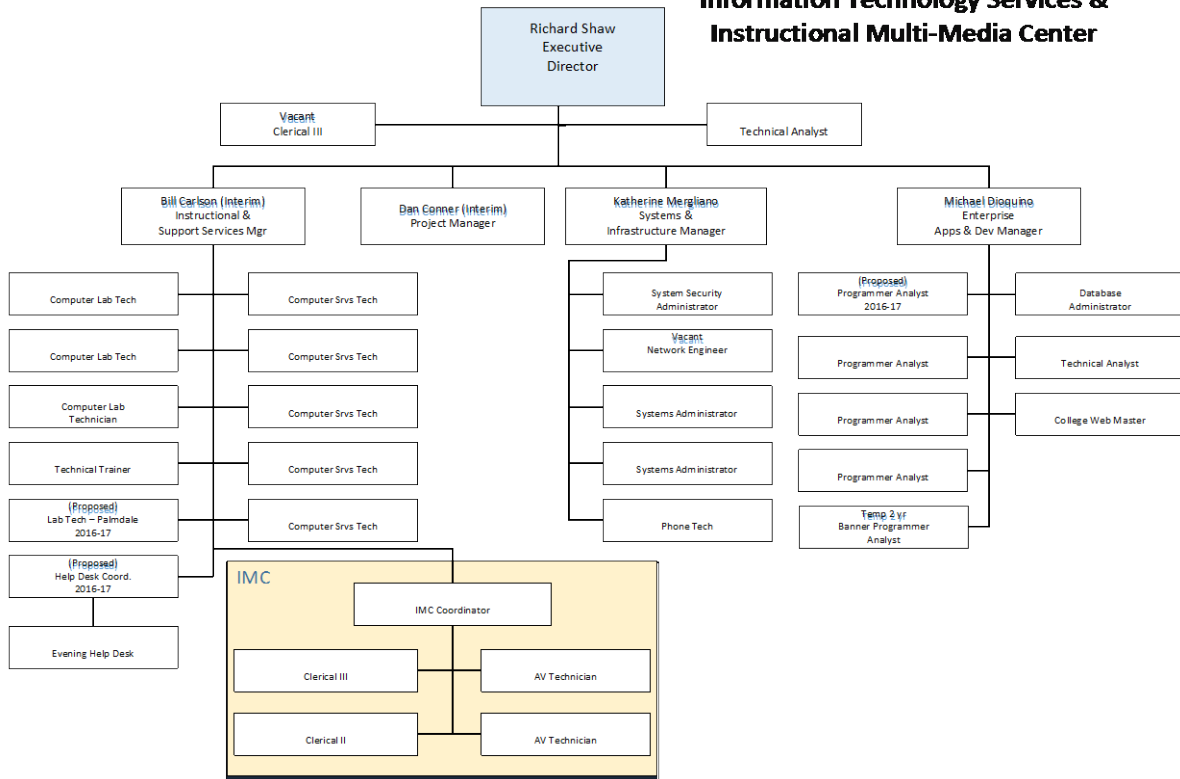 Information Technology Services &
Instructional Multi-Media Center
Richard Shaw
Executive
Director
Vacant
Clerical III
Technical Analyst
Bill Carlson (Interim)
Instructional &
Support Services Mgr
Dan Conner (Interim)
Project Manager
Katherine Mergliano
Systems &
Infrastructure Manager
Michael Dioquino
Enterprise
Apps & Dev Manager
Computer Lab Tech
Computer Srvs Tech
Computer Lab Tech
Computer Srvs Tech
Computer Lab
Technician
Computer Srvs Tech
Technical Trainer
Computer Srvs Tech
(Proposed)
Lab Tech – Palmdale
2016-17
Computer Srvs Tech
(Proposed)
Help Desk Coord.
2016-17
Evening Help Desk
System Security
Administrator
Vacant
Network Engineer
Systems Administrator
Systems Administrator
Phone Tech
(Proposed)
Programmer Analyst
2016-17
Database
Administrator
Programmer Analyst
Technical Analyst
Programmer Analyst
College Web Master
Programmer Analyst
Temp 2 yr
Banner Programmer
Analyst
IMC
IMC Coordinator
Clerical III
AV Technician
Clerical II
AV Technician